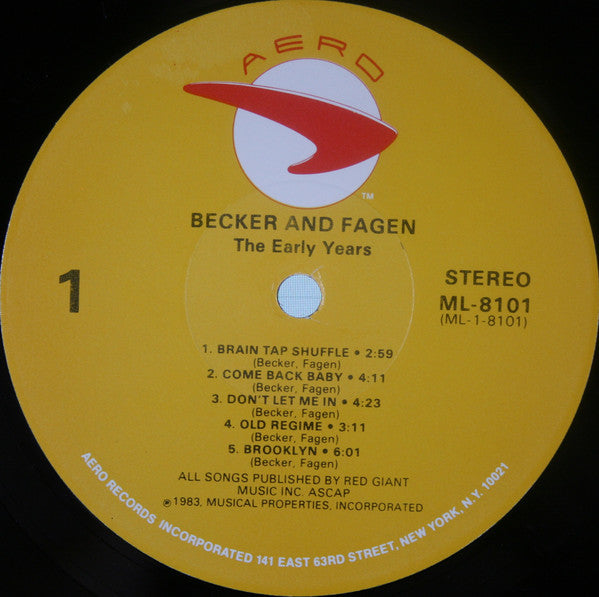 AERO
TM
BECKER AND FAGEN
The Early Years
1
STEREO
ML-8101
(ML-1-8101)
1. BRAIN TAP SHUFFLE • 2:59
(Becker, Fagen)
2. COME BACK BABY • 4:11
(Becker, Fagen)
3. DON'T LET ME IN • 4:23
(Becker, Fagen)
4. OLD REGIME • 3:11
(Becker, Fagen)
5. BROOKLYN • 6:01
(Becker, Fagen)
ALL SONGS PUBLISHED BY RED GIANT
MUSIC INC. ASCAP
℗1983, MUSICAL PROPERTIES, INCORPORATED
AERO RECORDS INCORPORATED 141 EAST 63RD STREET, NEW YORK, N.Y. 10021